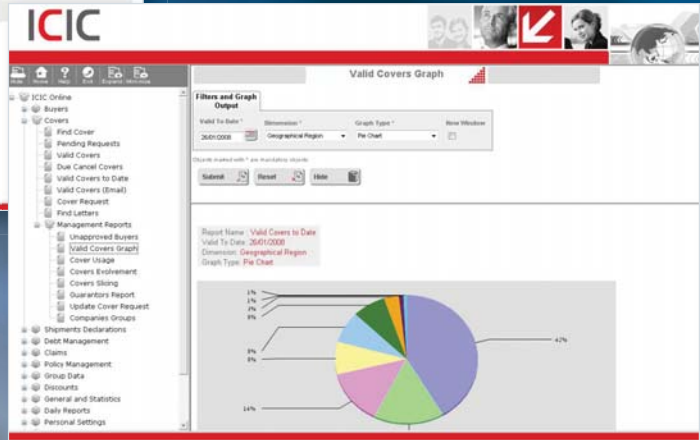 ICIC
Hide Home Help Exit Expand Minimize
ICIC Online
Buyers
Covers
Find Cover
Pending Requests
Valid Covers
Due Cancel Covers
Valid Covers to Date
Valid Covers (Email)
Cover Request
Find Letters
Management Reports
Unapproved Buyers
Valid Covers Graph
Cover Usage
Covers Evolvement
Covers Slicing
Guarantors Report
Update Cover Request
Companies Groups
Shipments Declarations
Debt Management
Claims
Policy Management
Group Data
Discounts
General and Statistics
Daily Reports
Personal Settings
Valid Covers Graph
Filters and Graph
Output
Valid To Date * Dimension * Graph Type * New Window
26/01/2008 Geographical Region Pie Chart
Objects marked with * are mandatory objects
Submit Reset Hide
Report Name : Valid Covers to Date
Valid To Date: 26/01/2008
Dimension: Geographical Region
Graph Type: Pie Chart
1%
1%
14%